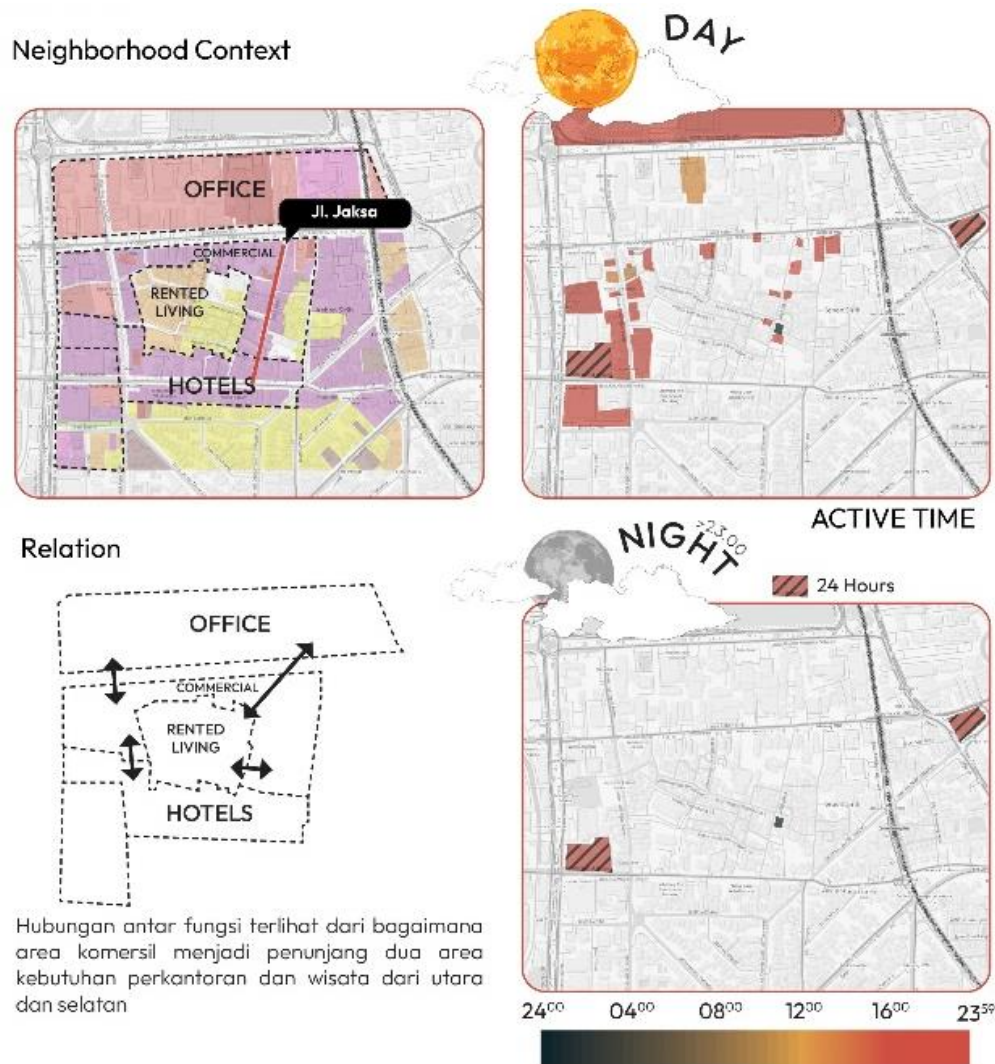 Neighborhood Context
DAY
OFFICE
Jl. Jaksa
COMMERCIAL
RENTED
LIVING
HOTELS
ACTIVE TIME
Relation
NIGHT
>23.00
24 Hours
OFFICE
COMMERCIAL
RENTED
LIVING
HOTELS
Hubungan antar fungsi terlihat dari bagaimana
area komersil menjadi penunjang dua area
kebutuhan perkantoran dan wisata dari utara
dan selatan
24⁰⁰ 04⁰⁰ 08⁰⁰ 12⁰⁰ 16⁰⁰ 23⁵⁹